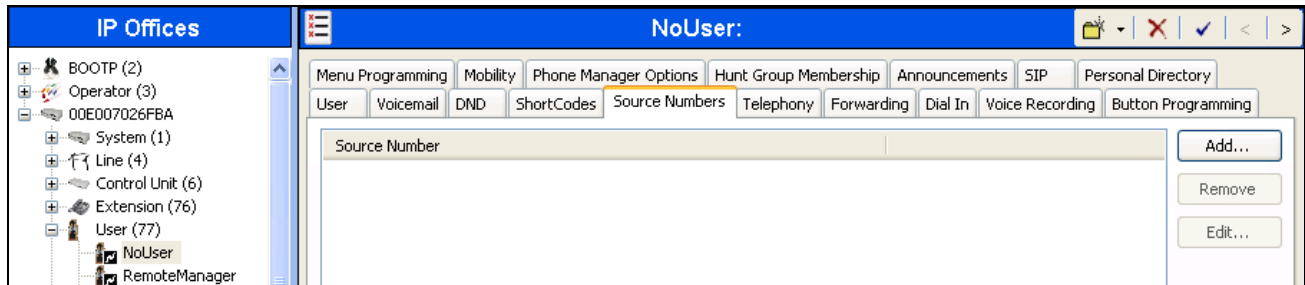 IP Offices
NoUser:
BOOTP (2)
Operator (3)
00E007026FBA
System (1)
Line (4)
Control Unit (6)
Extension (76)
User (77)
NoUser
RemoteManager
Menu Programming Mobility Phone Manager Options Hunt Group Membership Announcements SIP Personal Directory
User Voicemail DND ShortCodes Source Numbers Telephony Forwarding Dial In Voice Recording Button Programming
Source Number
Add...
Remove
Edit...